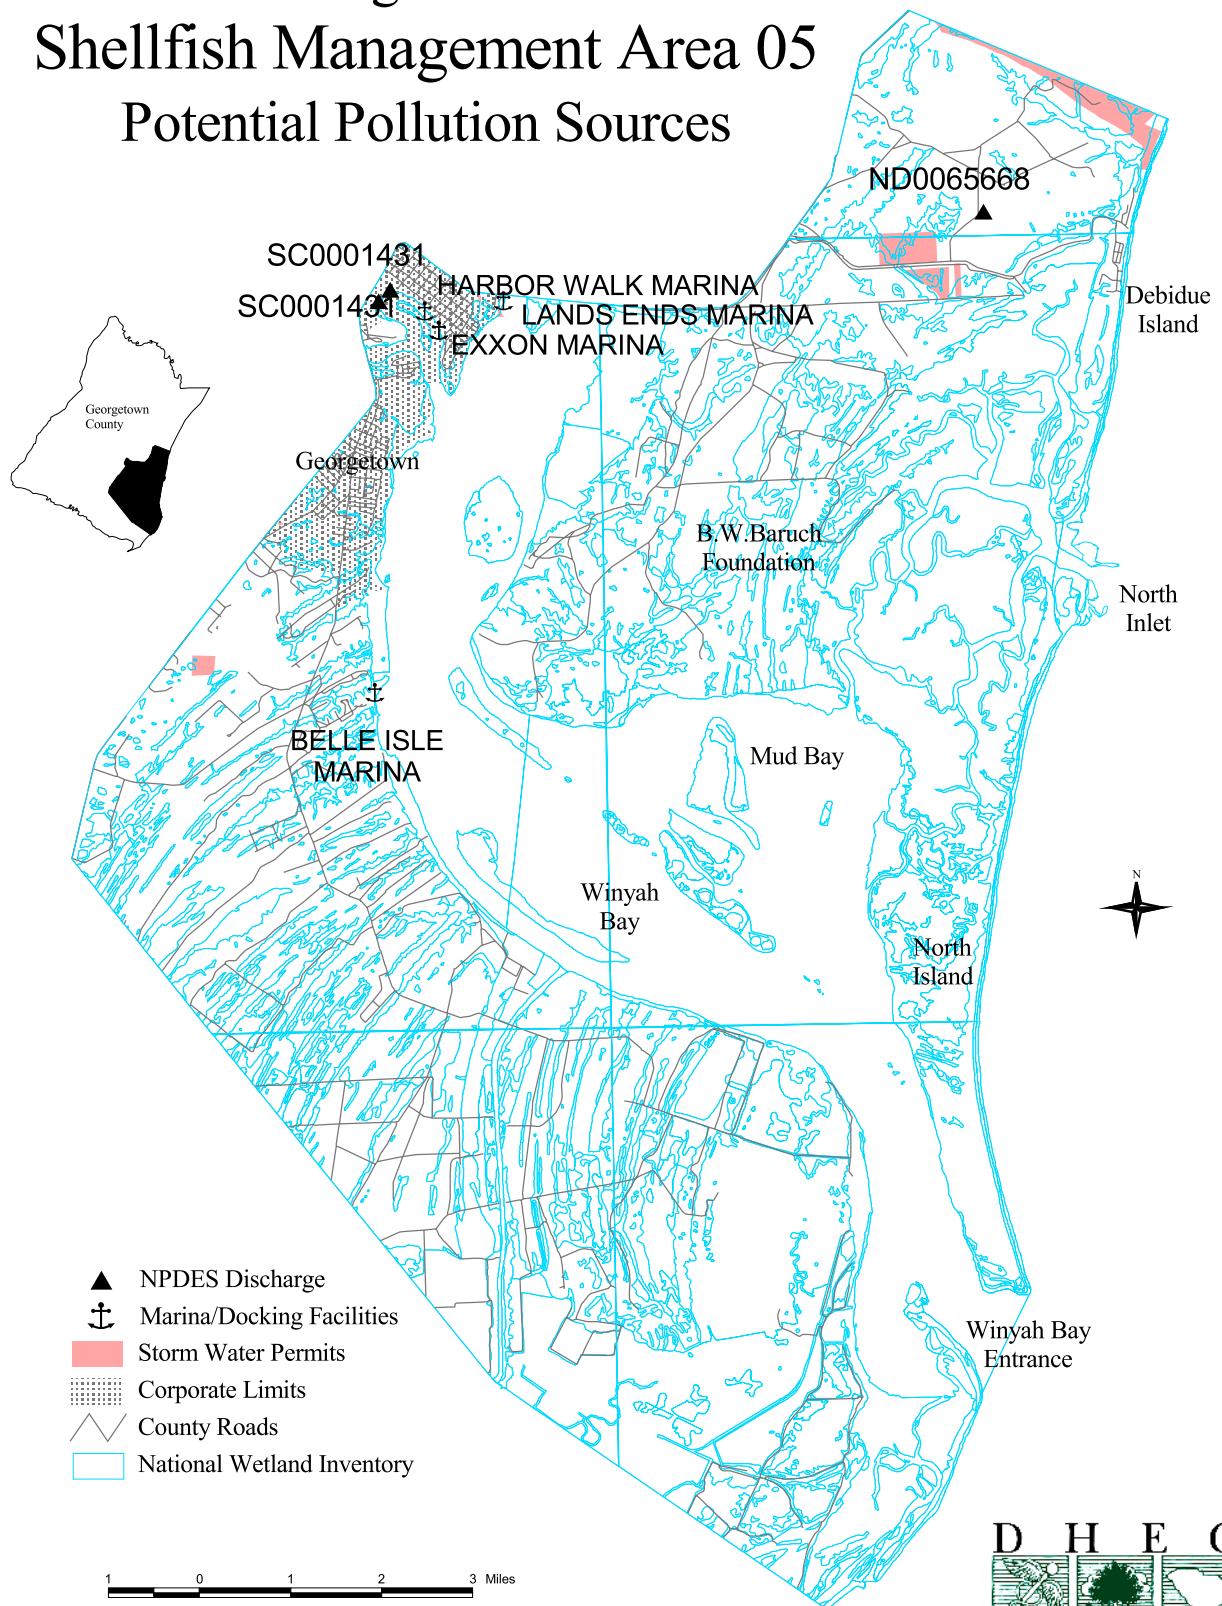 Shellfish Management Area 05
Potential Pollution Sources
ND0065668
SC0001431
HARBOR WALK MARINA
SC0001431
LANDS ENDS MARINA
EXXON MARINA
Debidue
Island
Georgetown
County
Georgetown
B.W.Baruch
Foundation
North
Inlet
BELLE ISLE
MARINA
Mud Bay
Winyah
Bay
N
North
Island
NPDES Discharge
Marina/Docking Facilities
Storm Water Permits
Corporate Limits
County Roads
National Wetland Inventory
Winyah Bay
Entrance
1 0 1 2 3 Miles
D H E C